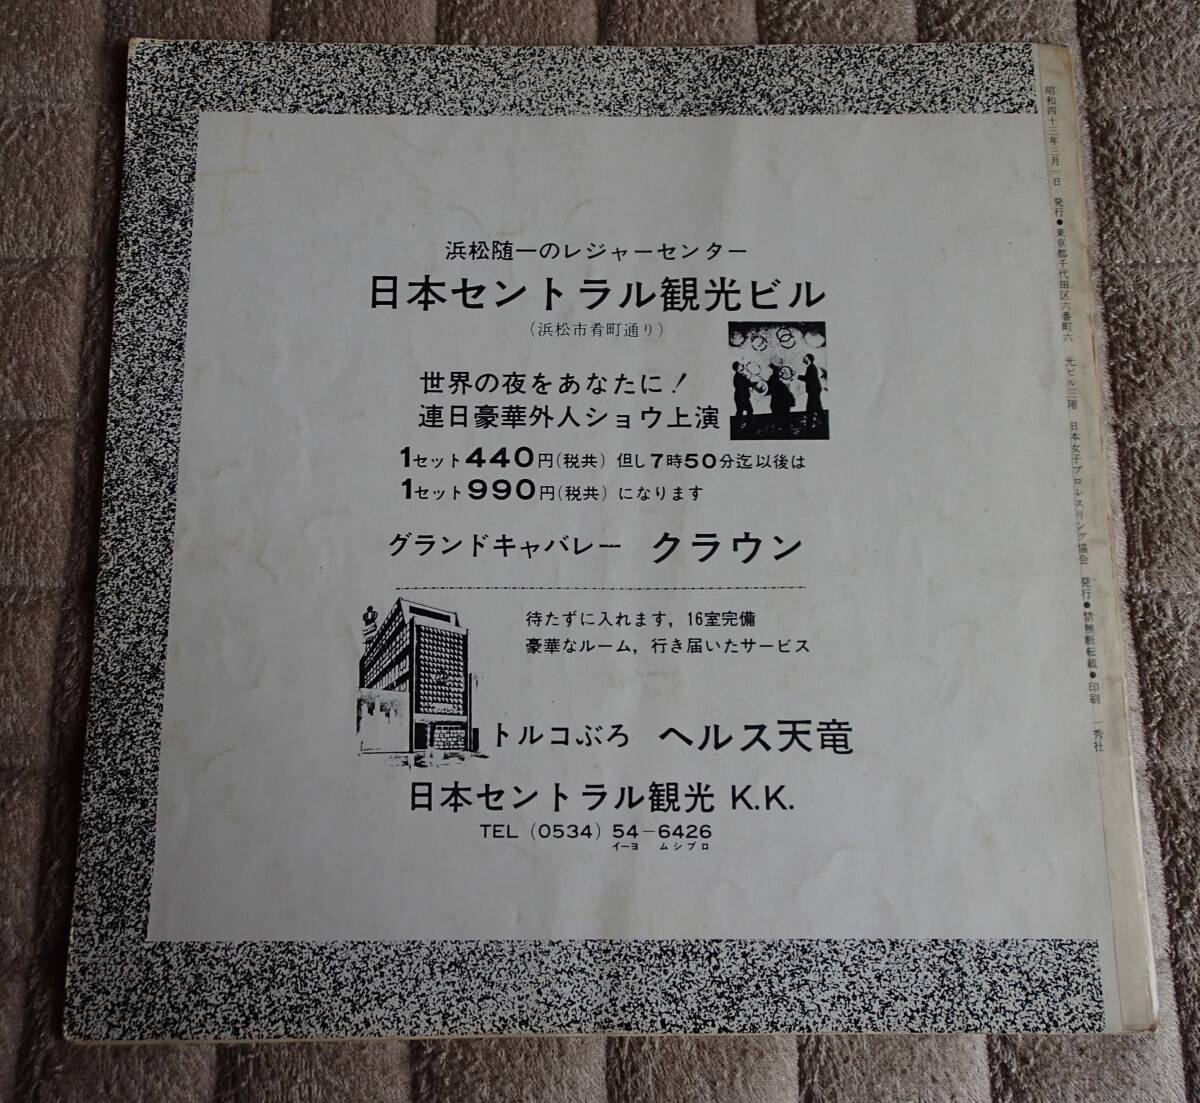 浜松随一のレジャーセンター
日本セントラル観光ビル
(浜松市肴町通り)
世界の夜をあなたに!
連日豪華外人ショウ上演
1セット440円(税共) 但し7時50分迄以後は
1セット990円(税共) になります
グランドキャバレー クラウン
待たずに入れます, 16室完備
豪華なルーム, 行き届いたサービス
トルコぶろ ヘルス天竜
日本セントラル観光 K.K.
TEL (0534) 54-6426
イーヨ ムシブロ
昭和四十三年三月一日 発行●東京都千代田区六番町六 光ビル三階 日本女子プロレスリング協会 発行●禁無断転載●印刷 一秀社